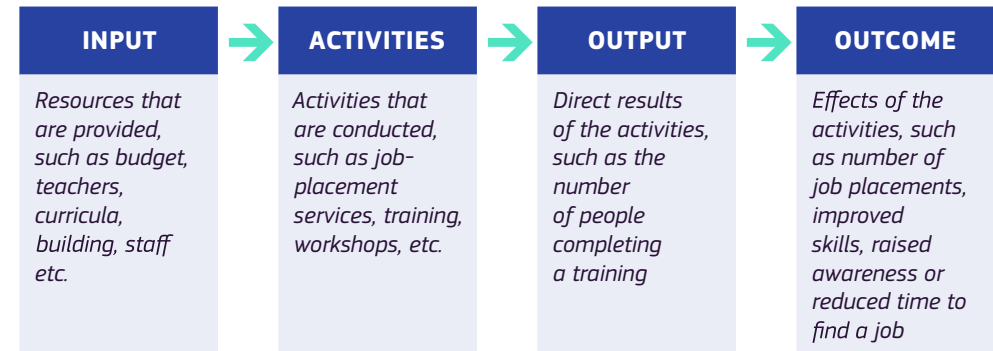 INPUT
Resources that
are provided,
such as budget,
teachers,
curricula,
building, staff
etc.
ACTIVITIES
Activities that
are conducted,
such as job-
placement
services, training,
workshops, etc.
OUTPUT
Direct results
of the activities,
such as the
number
of people
completing
a training
OUTCOME
Effects of the
activities, such
as number of
job placements,
improved
skills, raised
awareness or
reduced time to
find a job